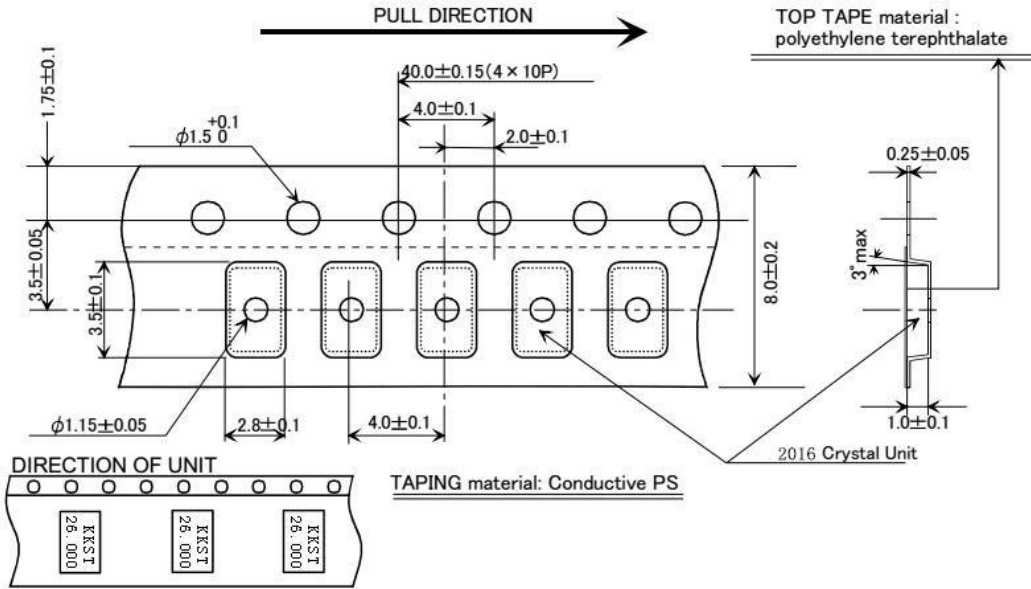 PULL DIRECTION
TOP TAPE material :
polyethylene terephthalate
1.75±0.1
40.0±0.15(4×10P)
+0.1
φ1.5 0
4.0±0.1
2.0±0.1
0.25±0.05
3.5±0.05
3.5±0.1
8.0±0.2
3°max
φ1.15±0.05
2.8±0.1
4.0±0.1
1.0±0.1
2016 Crystal Unit
DIRECTION OF UNIT
TAPING material: Conductive PS
KKST
26.000
KKST
26.000
KKST
26.000